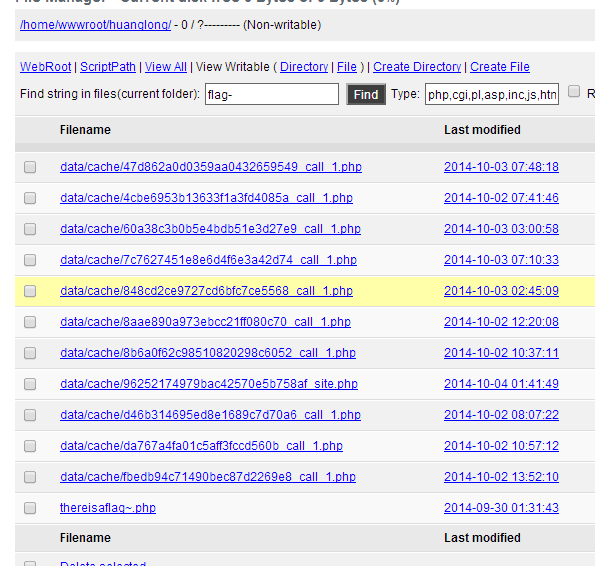 File Manager - Current disk free 0 Bytes of 0 Bytes (0%)
/home/wwwroot/huanglong/ - 0 / ?--------- (Non-writable)
WebRoot | ScriptPath | View All | View Writable ( Directory | File ) | Create Directory | Create File
Find string in files(current folder): flag- Find Type: php,cgi,pl,asp,inc,js,htn R
Filename Last modified
data/cache/47d862a0d0359aa0432659549_call_1.php 2014-10-03 07:48:18
data/cache/4cbe6953b13633f1a3fd4085a_call_1.php 2014-10-02 07:41:46
data/cache/60a38c3b0b5e4bdb51e3d27e9_call_1.php 2014-10-03 03:00:58
data/cache/7c7627451e8e6d4f6e3a42d74_call_1.php 2014-10-03 07:10:33
data/cache/848cd2ce9727cd6bfc7ce5568_call_1.php 2014-10-03 02:45:09
data/cache/8aae890a973ebcc21ff080c70_call_1.php 2014-10-02 12:20:08
data/cache/8b6a0f62c98510820298c6052_call_1.php 2014-10-02 10:37:11
data/cache/96252174979bac42570e5b758af_site.php 2014-10-04 01:41:49
data/cache/d46b314695ed8e1689c7d70a6_call_1.php 2014-10-02 08:07:22
data/cache/da767a4fa01c5aff3fccd560b_call_1.php 2014-10-02 10:57:12
data/cache/fbedb94c71490bec87d2269e8_call_1.php 2014-10-02 13:52:10
thereisaflag~.php 2014-09-30 01:31:43
Filename Last modified
Delete selected